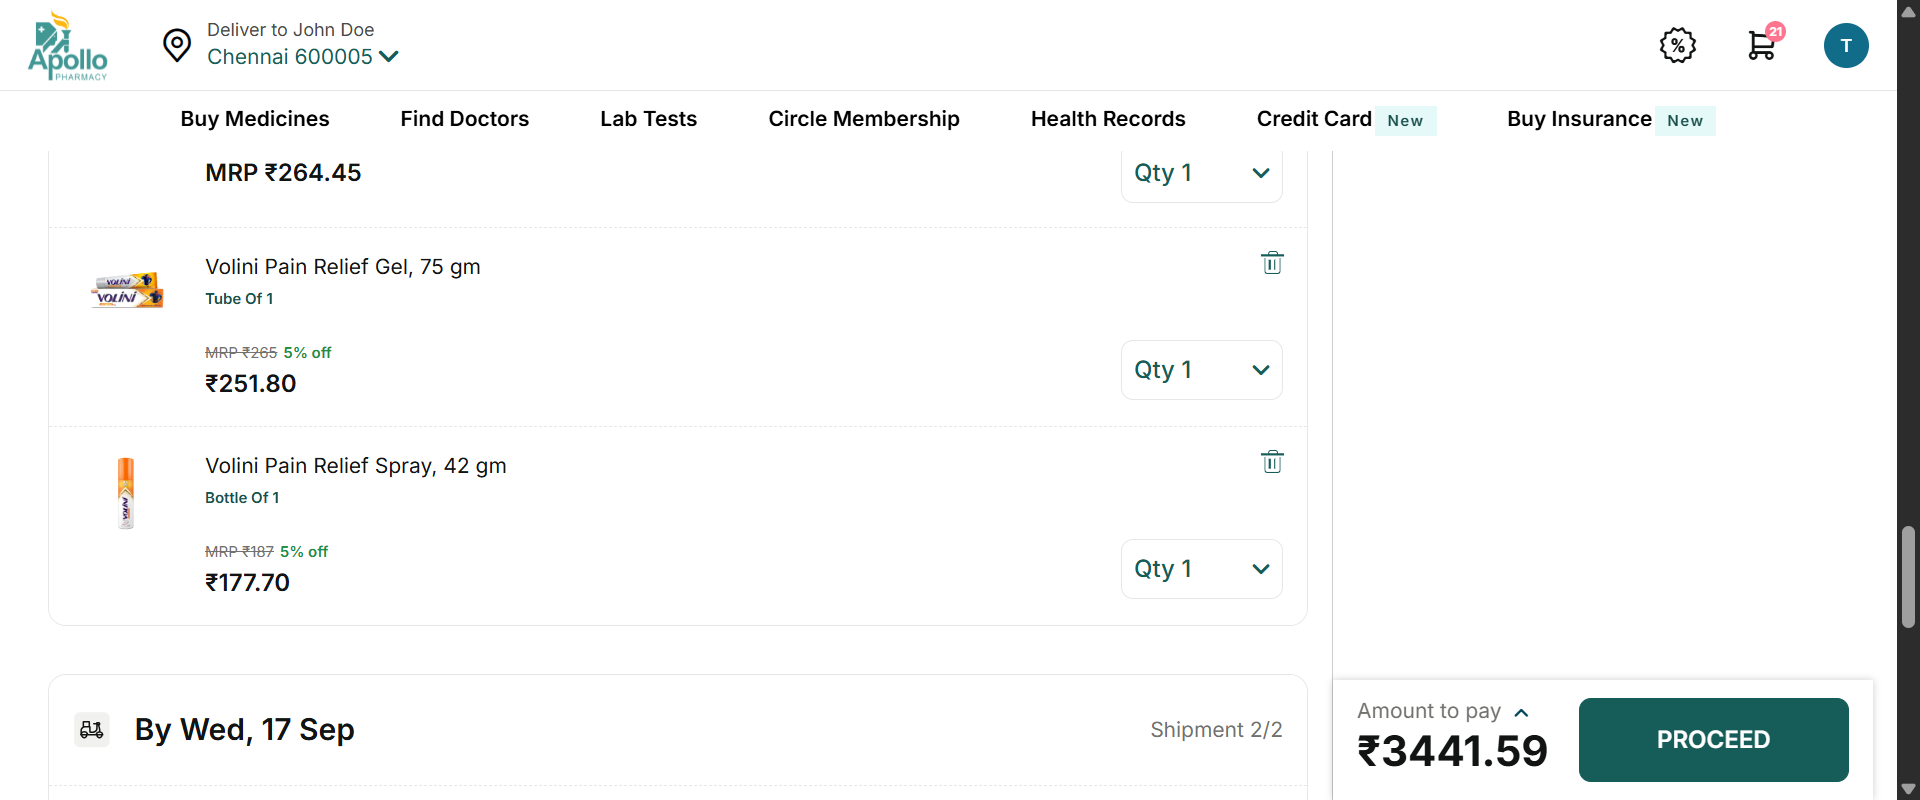 Apollo
PHARMACY
Deliver to John Doe
Chennai 600005
%
21
T
Buy Medicines
Find Doctors
Lab Tests
Circle Membership
Health Records
Credit Card New
Buy Insurance New
MRP ₹264.45
Qty 1
Volini Pain Relief Gel, 75 gm
Tube Of 1
VOLINI
VOLINI
MRP ₹265 5% off
₹251.80
Qty 1
Volini Pain Relief Spray, 42 gm
Bottle Of 1
MRP ₹187 5% off
₹177.70
Qty 1
By Wed, 17 Sep
Shipment 2/2
Amount to pay
₹3441.59
PROCEED